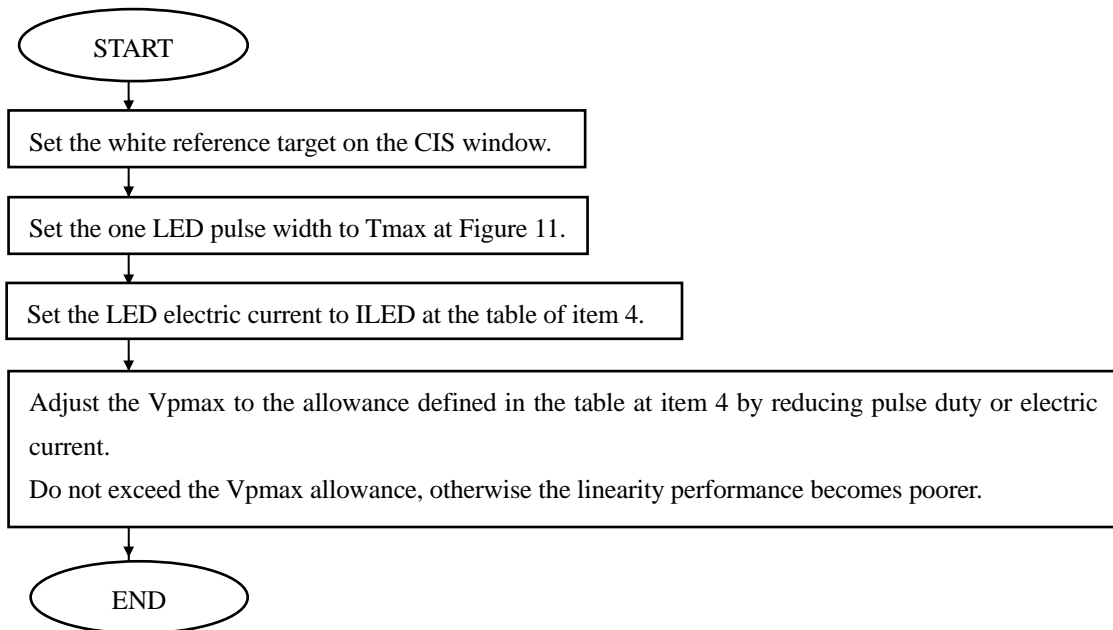 START
Set the white reference target on the CIS window.
Set the one LED pulse width to Tmax at Figure 11.
Set the LED electric current to ILED at the table of item 4.
Adjust the Vpmax to the allowance defined in the table at item 4 by reducing pulse duty or electric
current.
Do not exceed the Vpmax allowance, otherwise the linearity performance becomes poorer.
END